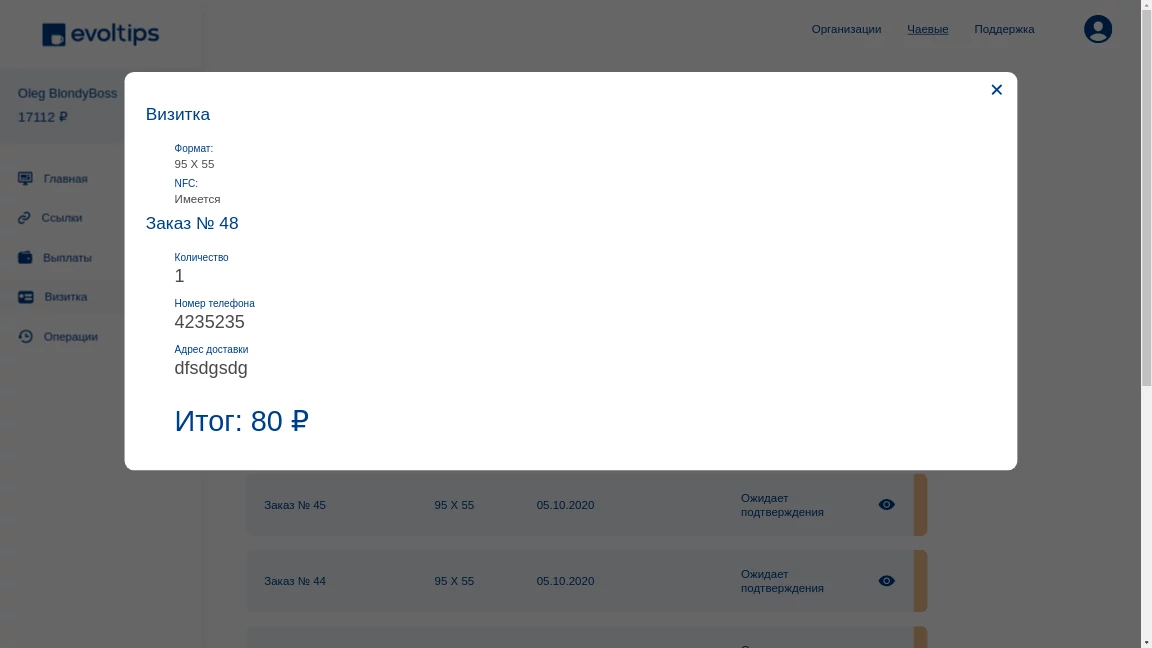 evoltips
Организации
Чаевые
Поддержка
Oleg BlondyBoss
17112 ₽
Главная
Ссылки
Выплаты
Визитка
Операции
Визитка
Формат:
95 X 55
NFC:
Имеется
Заказ № 48
Количество
1
Номер телефона
4235235
Адрес доставки
dfsdgsdg
Итог: 80 ₽
Заказ № 45
95 X 55
05.10.2020
Ожидает
подтверждения
Заказ № 44
95 X 55
05.10.2020
Ожидает
подтверждения